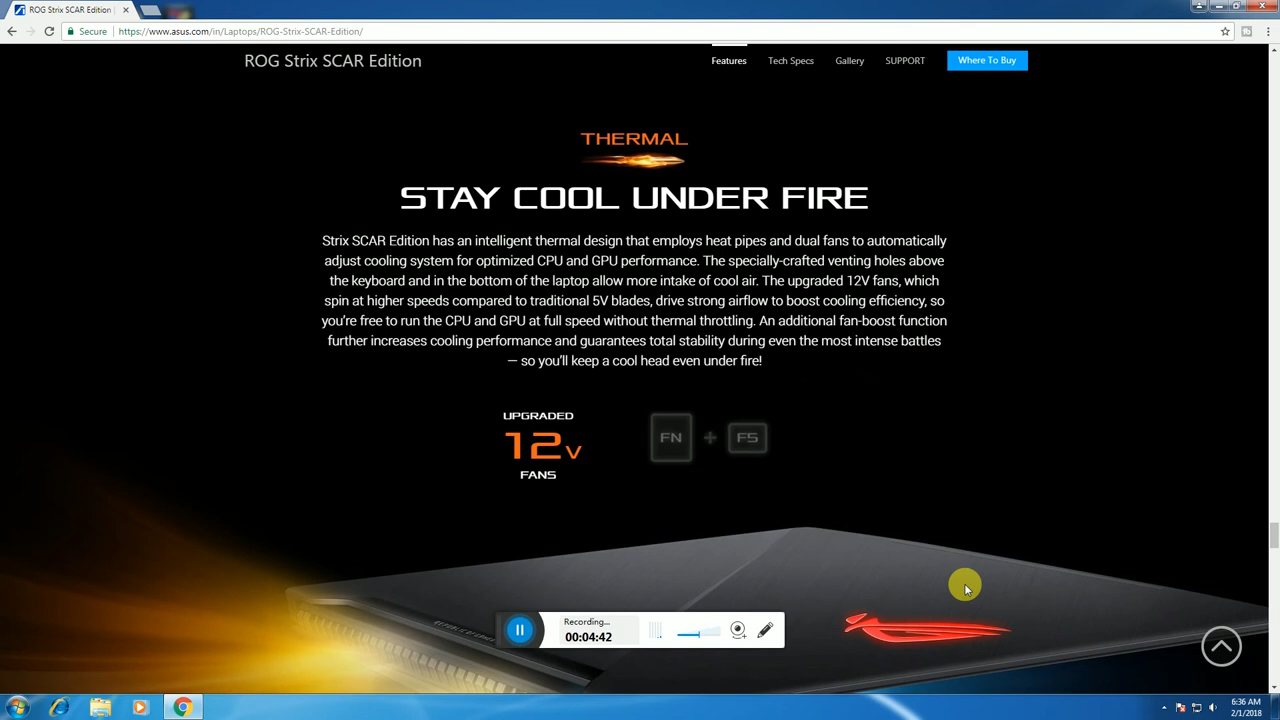 ROG Strix SCAR Edition |
Secure
https://www.asus.com/in/Laptops/ROG-Strix-SCAR-Edition/
ROG Strix SCAR Edition
Features
Tech Specs
Gallery
SUPPORT
Where To Buy
THERMAL
STAY COOL UNDER FIRE
Strix SCAR Edition has an intelligent thermal design that employs heat pipes and dual fans to automatically
adjust cooling system for optimized CPU and GPU performance. The specially-crafted venting holes above
the keyboard and in the bottom of the laptop allow more intake of cool air. The upgraded 12V fans, which
spin at higher speeds compared to traditional 5V blades, drive strong airflow to boost cooling efficiency, so
you're free to run the CPU and GPU at full speed without thermal throttling. An additional fan-boost function
further increases cooling performance and guarantees total stability during even the most intense battles
— so you'll keep a cool head even under fire!
UPGRADED
12V
FANS
FN + F5
Recording...
00:04:42
6:36 AM
2/1/2018